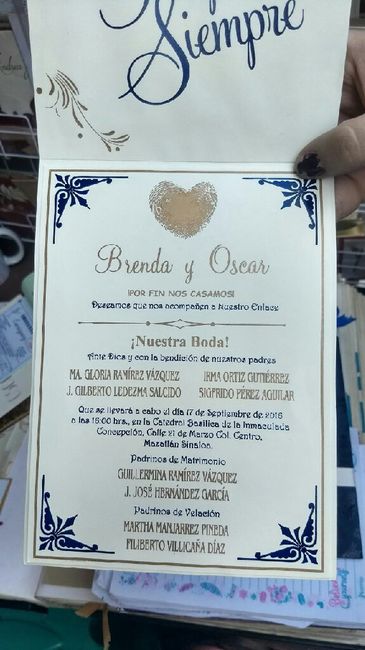 Siempre
Brenda y Oscar
¡POR FIN NOS CASAMOS!
Deseamos que nos acompañen a Nuestro Enlace
¡Nuestra Boda!
Ante Dios y con la bendición de nuestros padres
MA. GLORIA RAMÍREZ VÁZQUEZ IRMA ORTIZ GUTIÉRREZ
J. GILBERTO LEDEZMA SALCIDO SIGFRIDO PÉREZ AGUILAR
Que se llevará a cabo el día 17 de Septiembre de 2016
a las 18:00 hrs., en la Catedral Basílica de la Inmaculada
Concepción, Calle 21 de Marzo Col. Centro,
Mazatlán Sinaloa.
Padrinos de Matrimonio
GUILLERMINA RAMÍREZ VÁZQUEZ
J. JOSÉ HERNÁNDEZ GARCÍA
Padrinos de Velación
MARTHA MANJARREZ PINEDA
FILIBERTO VILLICAÑA DÍAZ